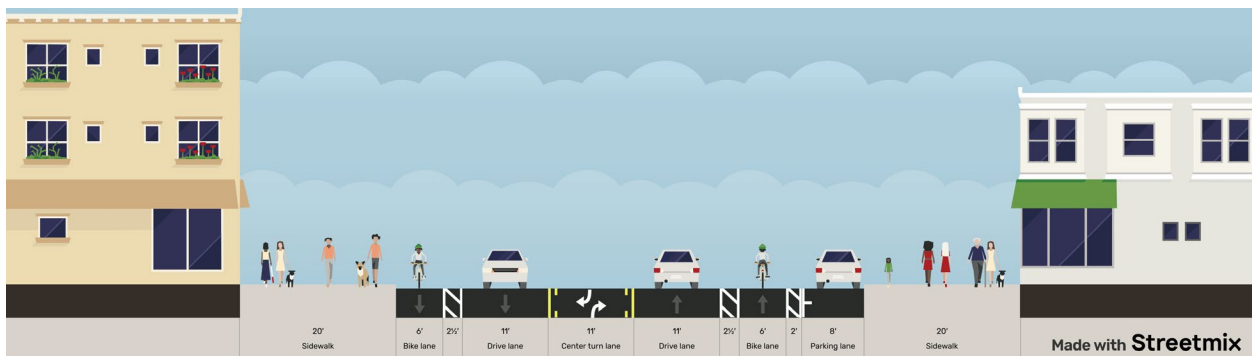 20'
Sidewalk
6'
Bike lane
2½'
11'
Drive lane
11'
Center turn lane
11'
Drive lane
2½'
6'
Bike lane
2'
8'
Parking lane
20'
Sidewalk
Made with Streetmix